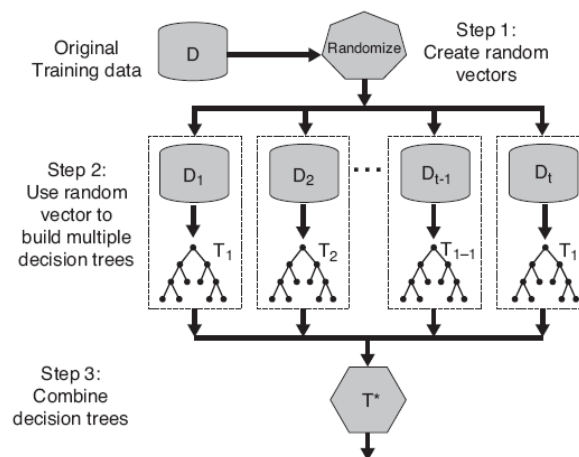 Original
Training data
D
Randomize
Step 1:
Create random
vectors
Step 2:
Use random
vector to
build multiple
decision trees
D1
D2
...
Dt-1
Dt
T1
T2
T1–1
T1
Step 3:
Combine
decision trees
T*